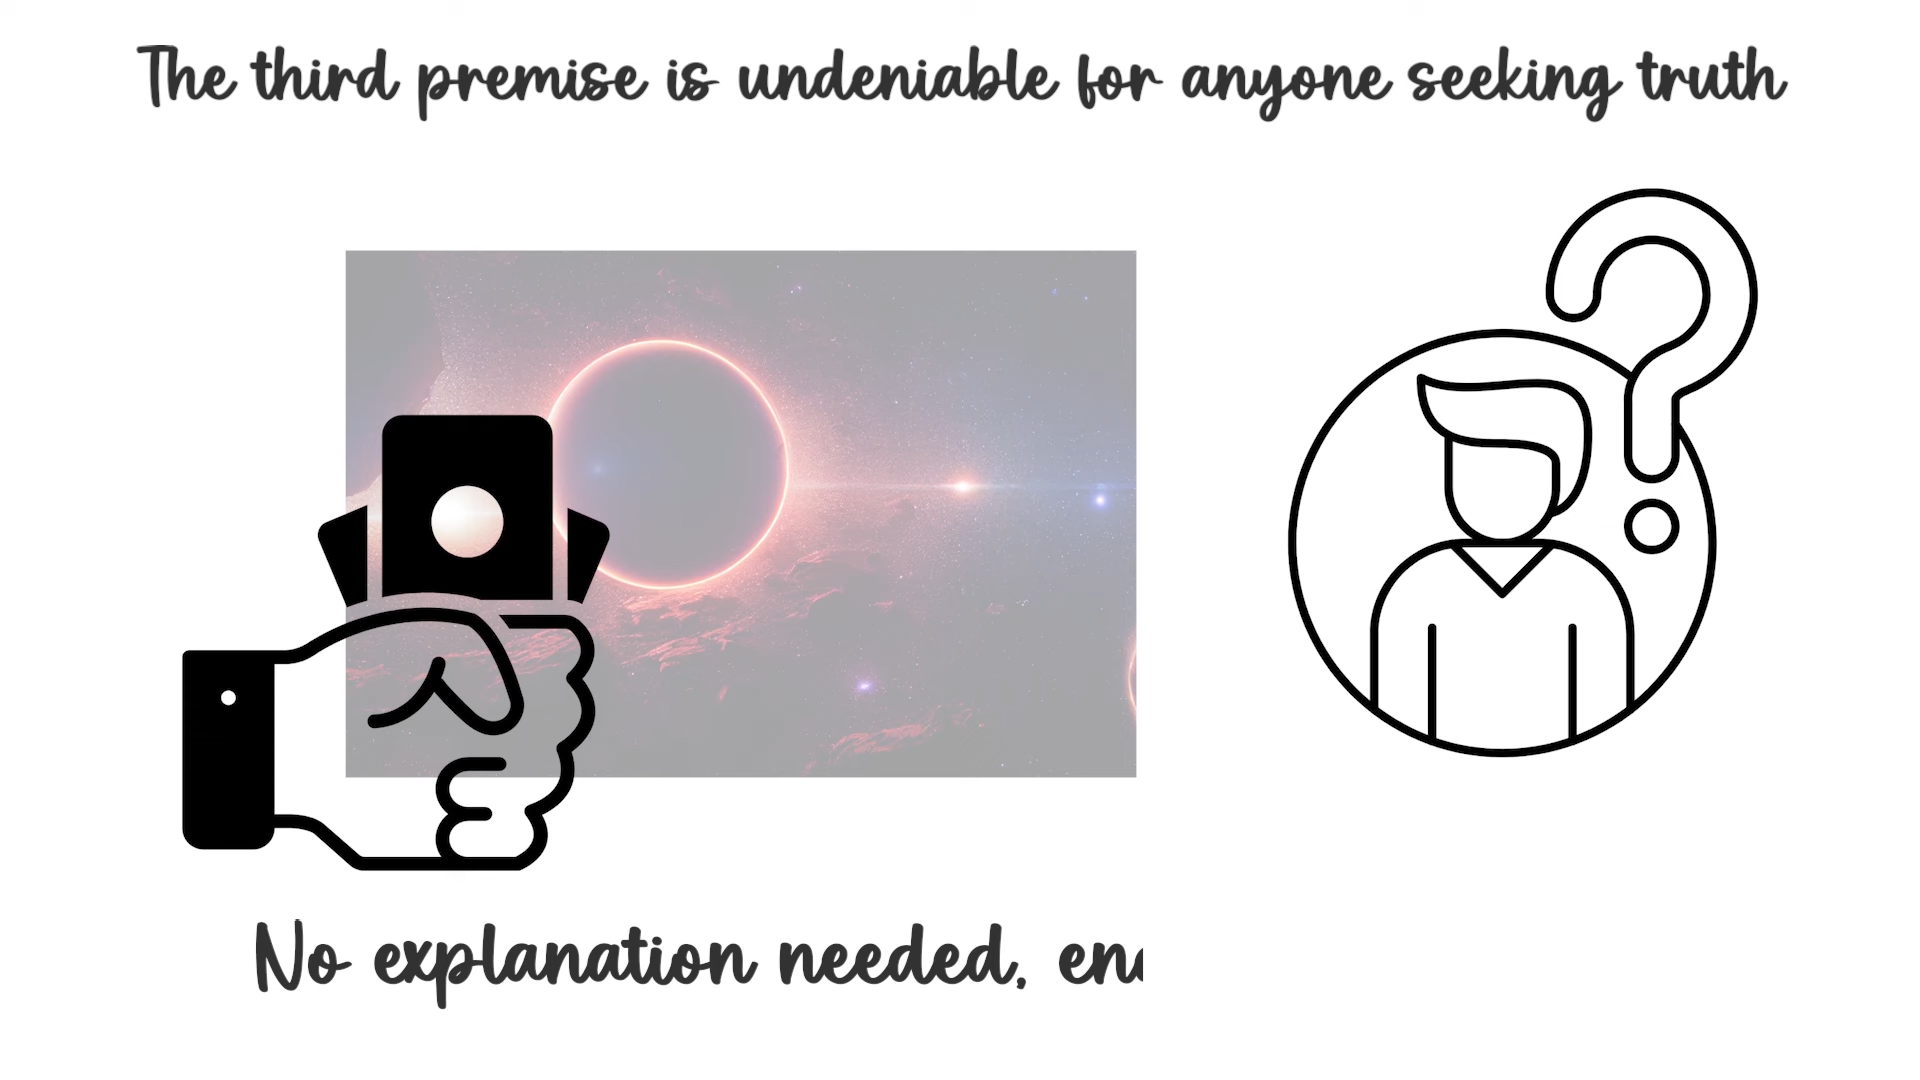 The third premise is undeniable for anyone seeking truth
No explanation needed,